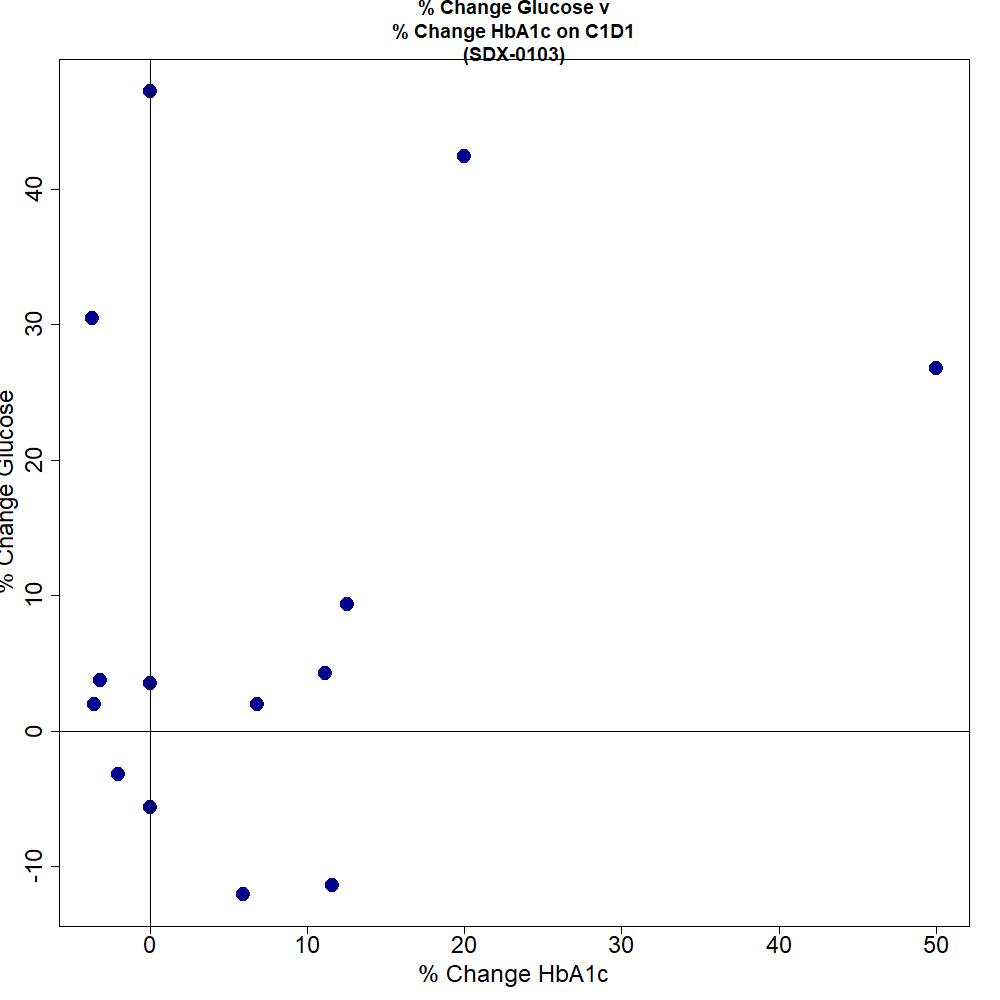 % Change Glucose v
% Change HbA1c on C1D1
(SDX-0103)
% Change Glucose
40
30
20
10
0
-10
0 10 20 30 40 50
% Change HbA1c